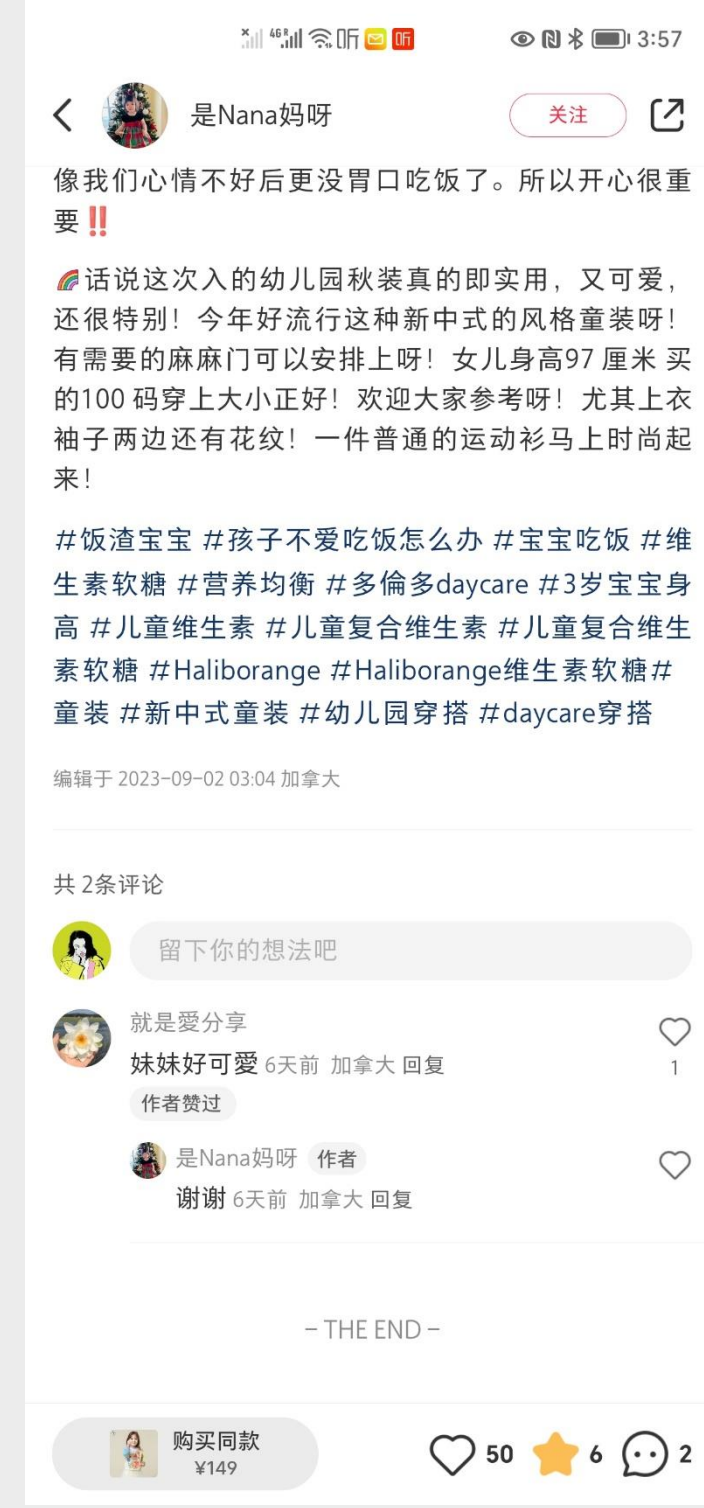 46R 听 听 3:57
是Nana妈呀 关注
像我们心情不好后更没胃口吃饭了。所以开心很重
要‼️
🌈话说这次入的幼儿园秋装真的即实用，又可爱，
还很特别！今年好流行这种新中式的风格童装呀！
有需要的麻麻门可以安排上呀！女儿身高97 厘米 买
的100 码穿上大小正好！欢迎大家参考呀！尤其上衣
袖子两边还有花纹！一件普通的运动衫马上时尚起
来！
#饭渣宝宝 #孩子不爱吃饭怎么办 #宝宝吃饭 #维
生素软糖 #营养均衡 #多倫多daycare #3岁宝宝身
高 #儿童维生素 #儿童复合维生素 #儿童复合维生
素软糖 #Haliborange #Haliborange维生素软糖#
童装 #新中式童装 #幼儿园穿搭 #daycare穿搭
编辑于 2023-09-02 03:04 加拿大
共 2条评论
留下你的想法吧
就是愛分享
妹妹好可愛 6天前 加拿大 回复
1
作者赞过
是Nana妈呀 作者
谢谢 6天前 加拿大 回复
- THE END -
购买同款
¥149
50 6 2